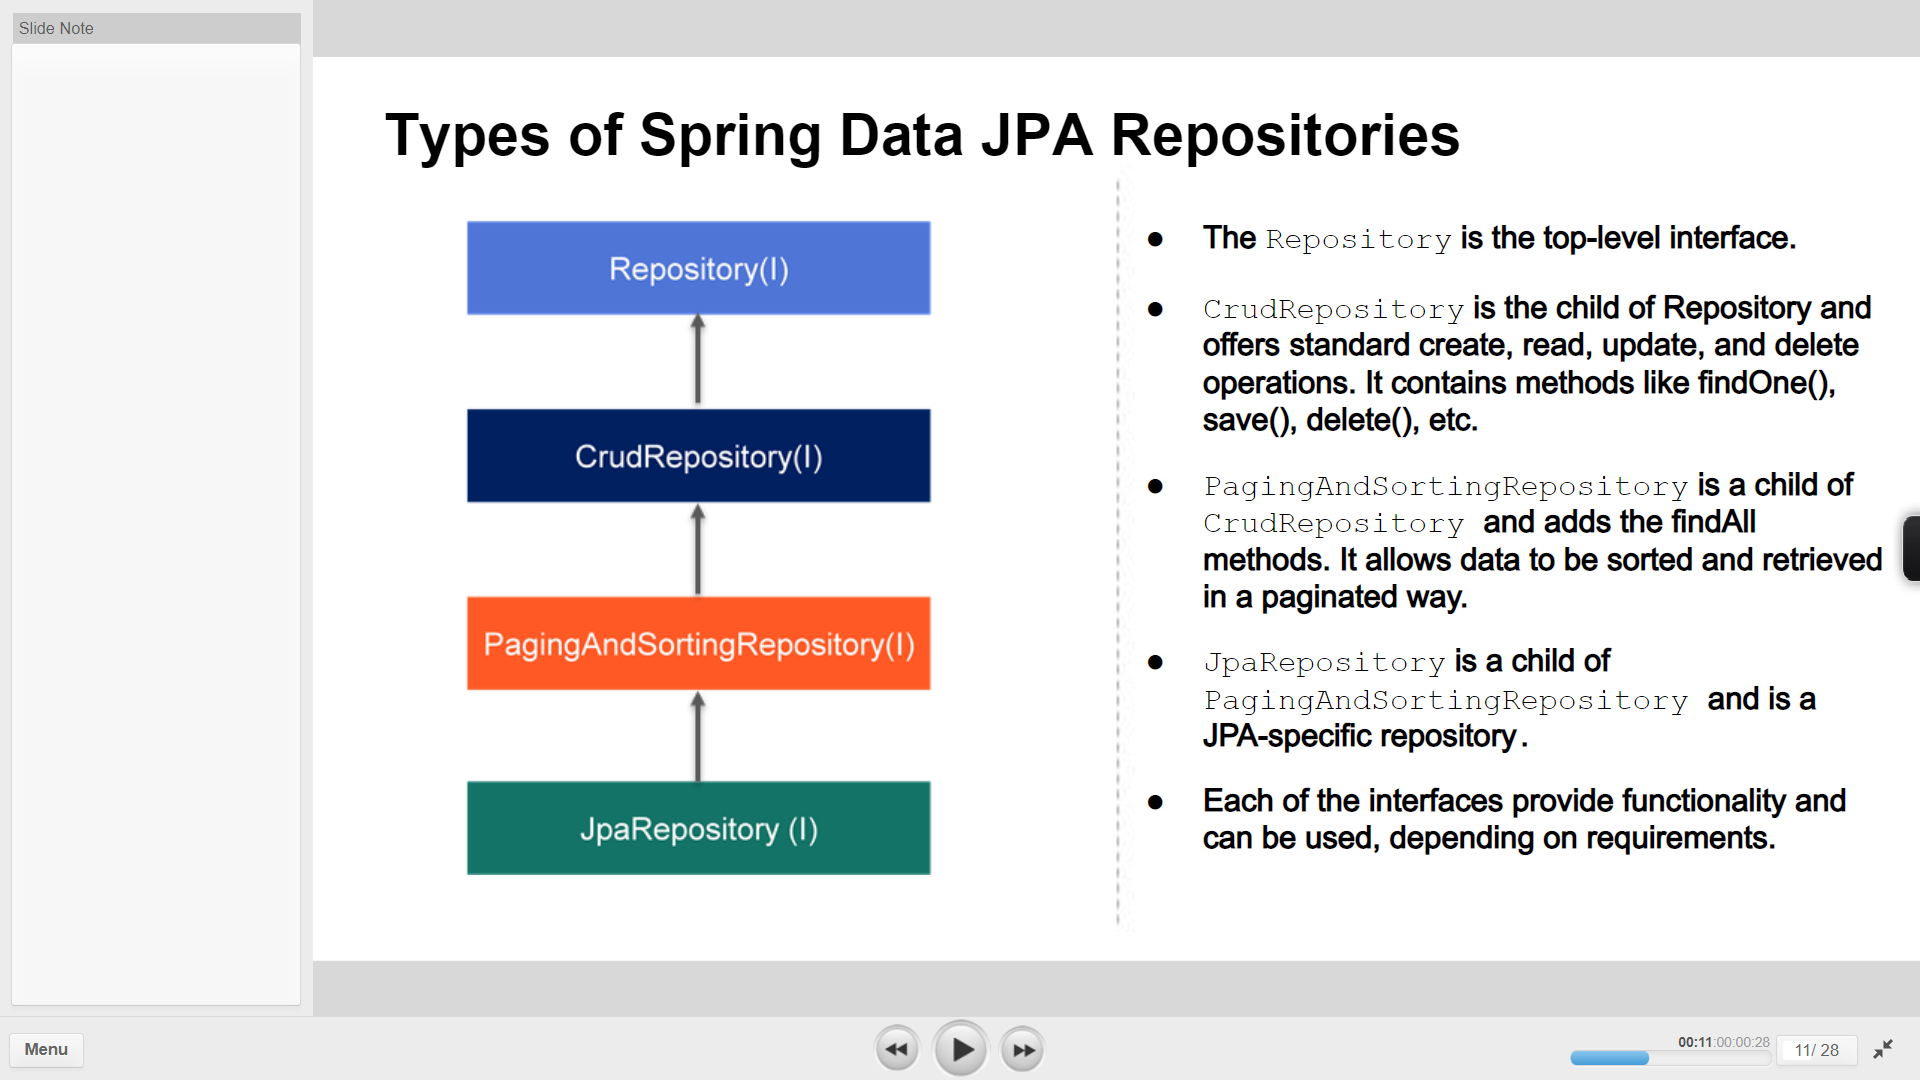 Slide Note
Types of Spring Data JPA Repositories
Repository(I)
CrudRepository(I)
PagingAndSortingRepository(I)
JpaRepository (I)
● The Repository is the top-level interface.
● CrudRepository is the child of Repository and
offers standard create, read, update, and delete
operations. It contains methods like findOne(),
save(), delete(), etc.
● PagingAndSortingRepository is a child of
CrudRepository and adds the findAll
methods. It allows data to be sorted and retrieved
in a paginated way.
● JpaRepository is a child of
PagingAndSortingRepository and is a
JPA-specific repository.
● Each of the interfaces provide functionality and
can be used, depending on requirements.
Menu
00:11:00:00:28
11/ 28